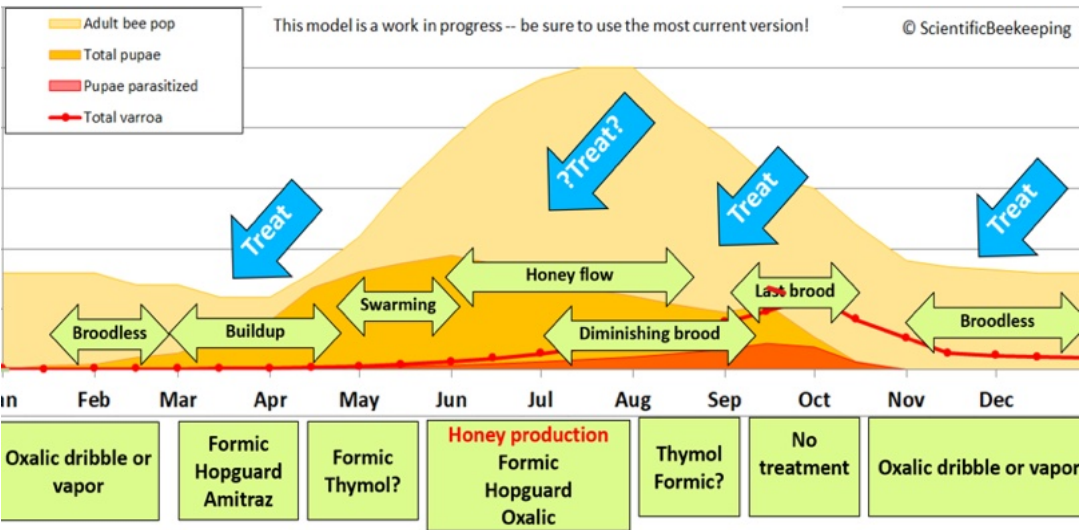 Adult bee pop
Total pupae
Pupae parasitized
Total varroa
This model is a work in progress -- be sure to use the most current version!
© ScientificBeekeeping
Treat
?Treat?
Treat
Treat
Broodless
Buildup
Swarming
Honey flow
Diminishing brood
Last brood
Broodless
an Feb Mar Apr May Jun Jul Aug Sep Oct Nov Dec
Oxalic dribble or
vapor
Formic
Hopguard
Amitraz
Formic
Thymol?
Honey production
Formic
Hopguard
Oxalic
Thymol
Formic?
No
treatment
Oxalic dribble or vapor